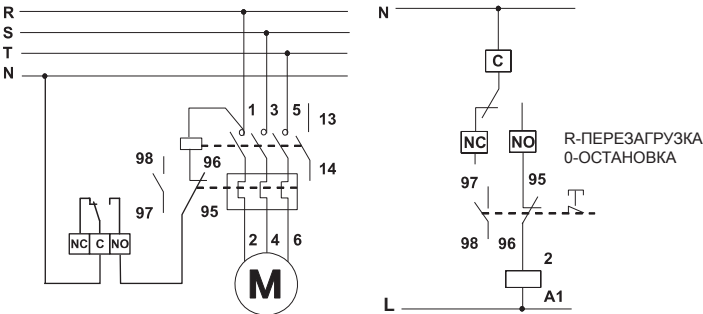 R
S
T
N
1 3 5 13
98 96 14
97 95
NC C NO
2 4 6
M
N
C
NC NO
R-ПЕРЕЗАГРУЗКА
0-ОСТАНОВКА
97 95
98 96
2
A1
L